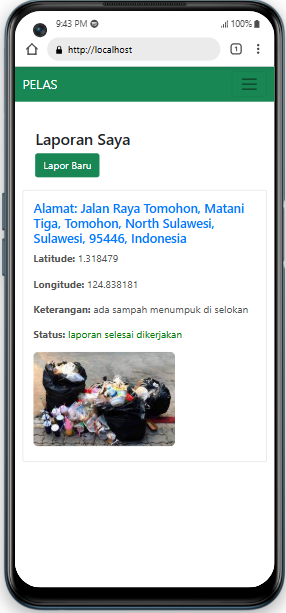 9:43 PM
100%
http://localhost
1
PELAS
Laporan Saya
Lapor Baru
Alamat: Jalan Raya Tomohon, Matani
Tiga, Tomohon, North Sulawesi,
Sulawesi, 95446, Indonesia
Latitude: 1.318479
Longitude: 124.838181
Keterangan: ada sampah menumpuk di selokan
Status: laporan selesai dikerjakan